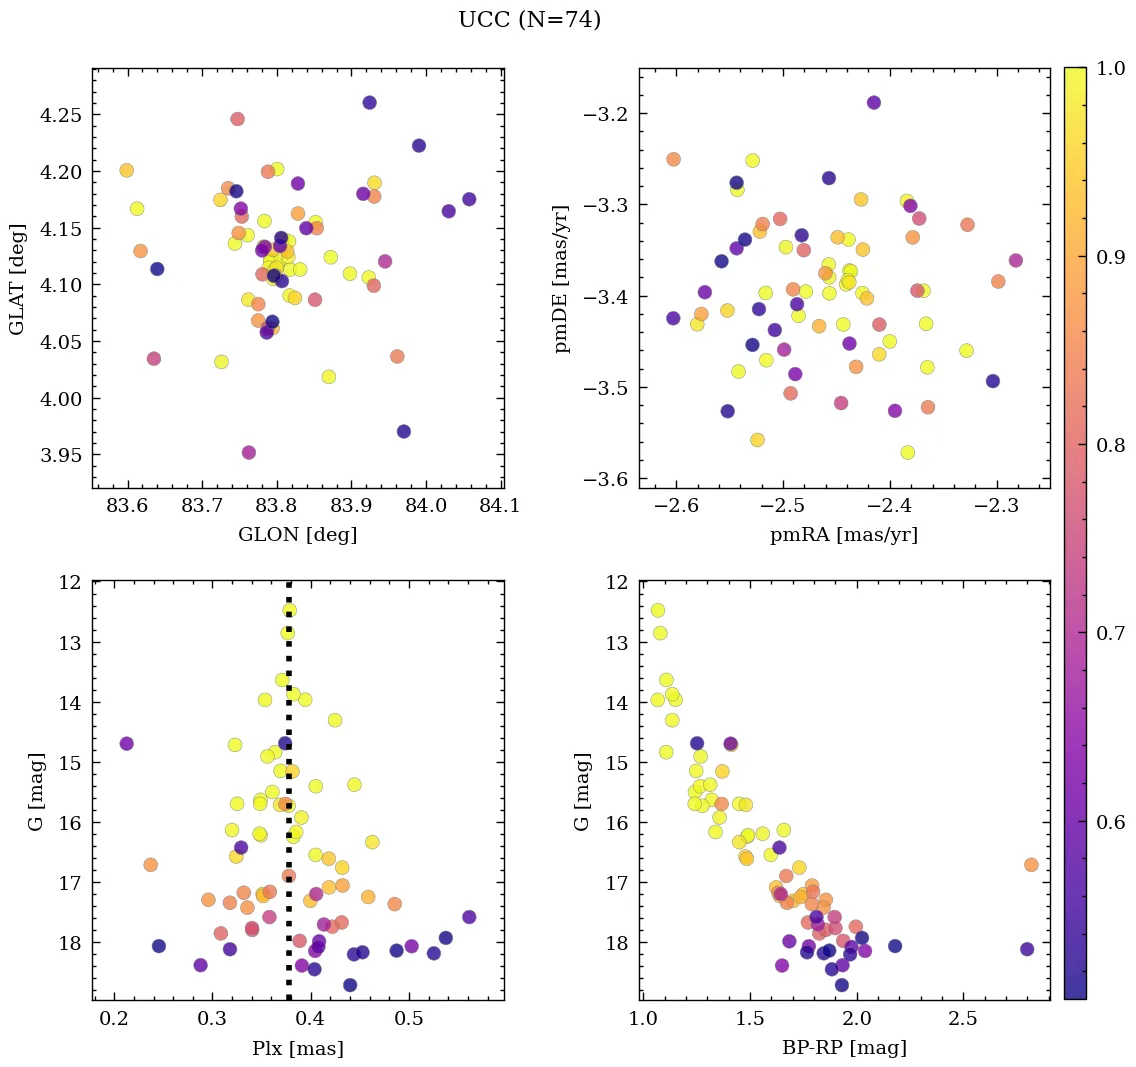 UCC (N=74)
4.25
4.20
4.15
4.10
4.05
4.00
3.95
GLAT [deg]
83.6 83.7 83.8 83.9 84.0 84.1
GLON [deg]
−3.2
−3.3
−3.4
−3.5
−3.6
pmDE [mas/yr]
−2.6 −2.5 −2.4 −2.3
pmRA [mas/yr]
1.0
0.9
0.8
0.7
0.6
12
13
14
15
16
17
18
G [mag]
0.2 0.3 0.4 0.5
Plx [mas]
12
13
14
15
16
17
18
G [mag]
1.0 1.5 2.0 2.5
BP-RP [mag]